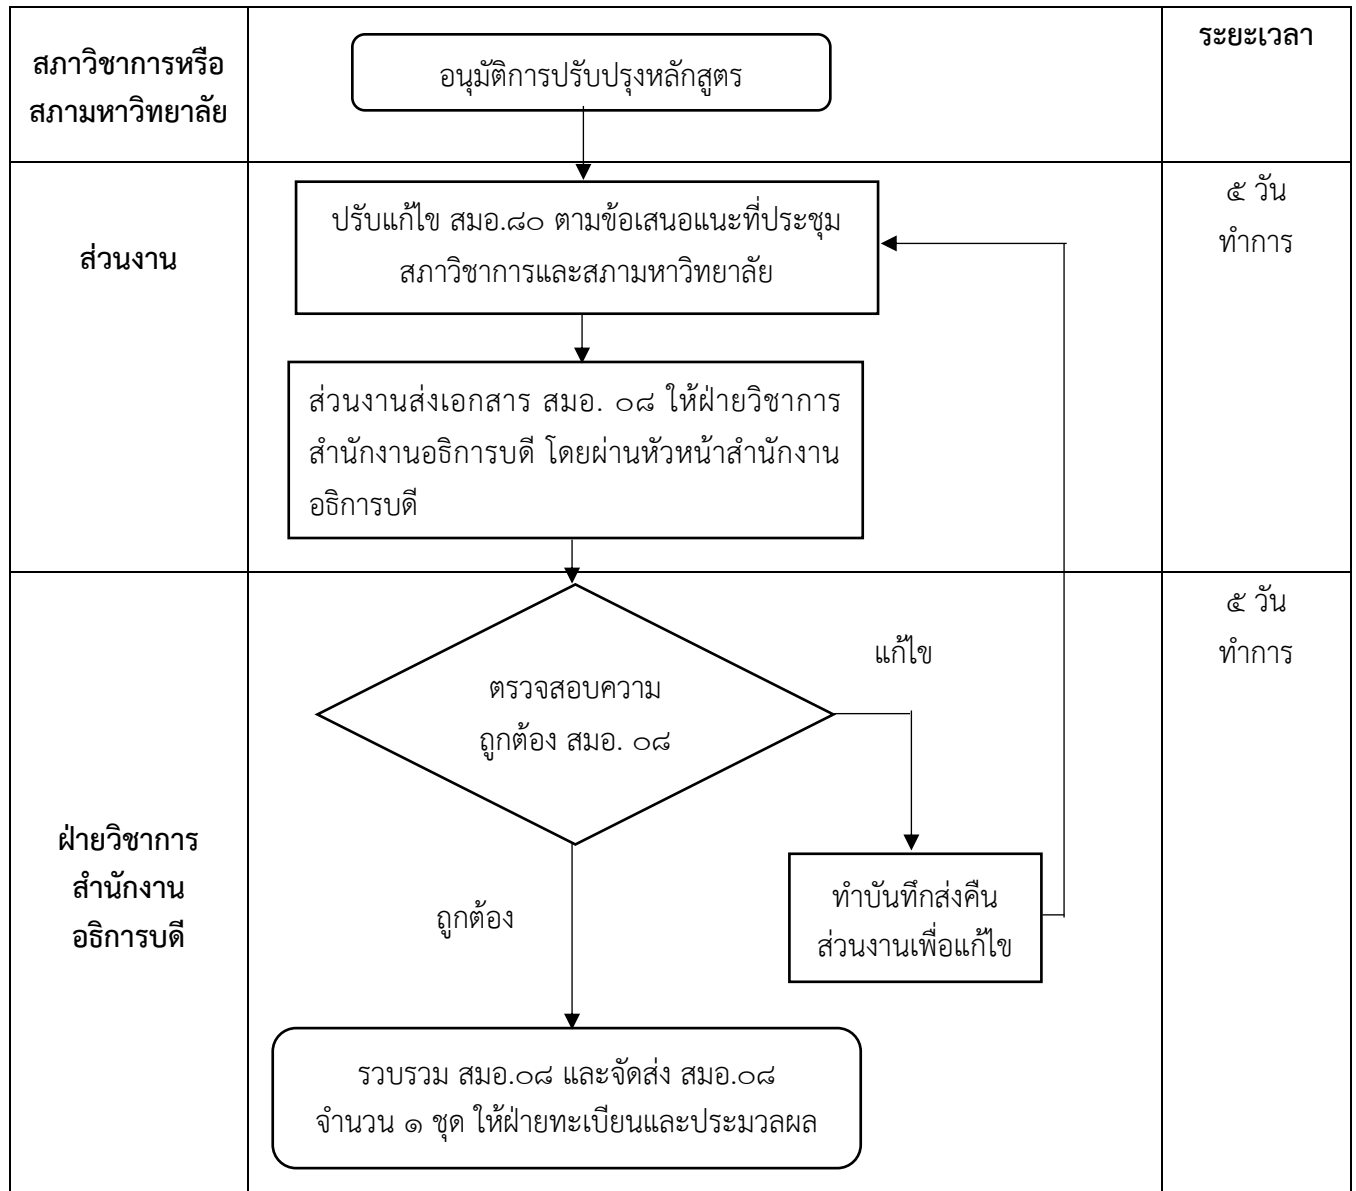 สภาวิชาการหรือ
สภามหาวิทยาลัย
อนุมัติการปรับปรุงหลักสูตร
ระยะเวลา
ส่วนงาน
ปรับแก้ไข สมอ.๘๐ ตามข้อเสนอแนะที่ประชุม
สภาวิชาการและสภามหาวิทยาลัย
๕ วัน
ทำการ
ส่วนงานส่งเอกสาร สมอ. ๐๘ ให้ฝ่ายวิชาการ
สำนักงานอธิการบดี โดยผ่านหัวหน้าสำนักงาน
อธิการบดี
ฝ่ายวิชาการ
สำนักงาน
อธิการบดี
ตรวจสอบความ
ถูกต้อง สมอ. ๐๘
แก้ไข
๕ วัน
ทำการ
ถูกต้อง
ทำบันทึกส่งคืน
ส่วนงานเพื่อแก้ไข
รวบรวม สมอ.๐๘ และจัดส่ง สมอ.๐๘
จำนวน ๑ ชุด ให้ฝ่ายทะเบียนและประมวลผล